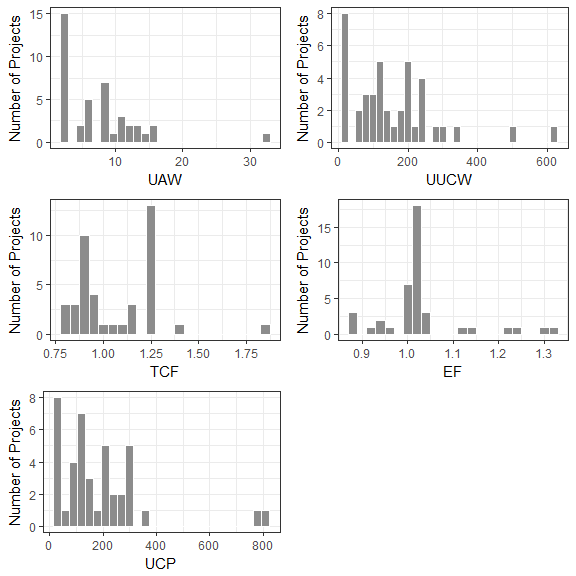 Number of Projects
15
10
5
0
10 20 30
UAW
Number of Projects
8
6
4
2
0
0 200 400 600
UUCW
Number of Projects
10
5
0
0.75 1.00 1.25 1.50 1.75
TCF
Number of Projects
15
10
5
0
0.9 1.0 1.1 1.2 1.3
EF
Number of Projects
8
6
4
2
0
0 200 400 600 800
UCP